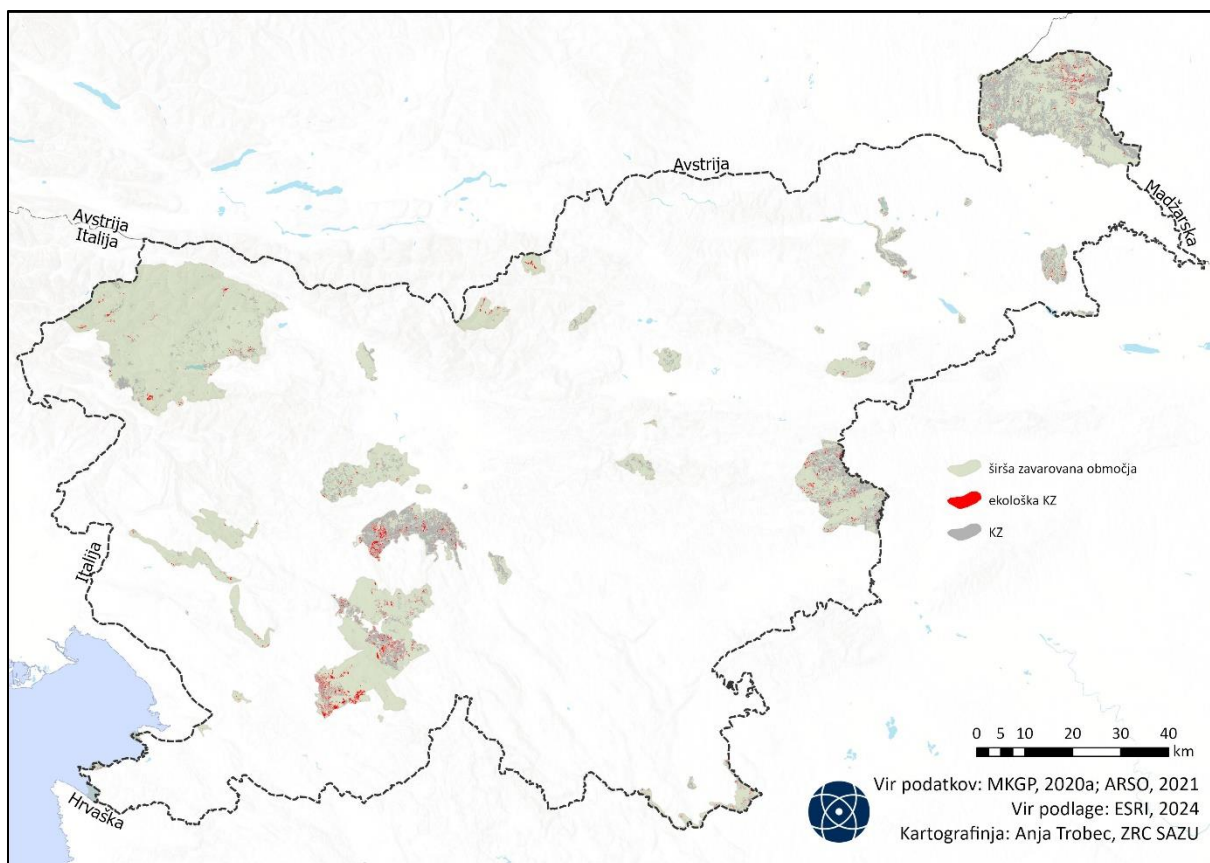 Avstrija
Madžarska
Avstrija
Italija
širša zavarovana območja
ekološka KZ
KZ
Italija
0 5 10 20 30 40
km
Hrvaška
Vir podatkov: MKGP, 2020a; ARSO, 2021
Vir podlage: ESRI, 2024
Kartografinja: Anja Trobec, ZRC SAZU